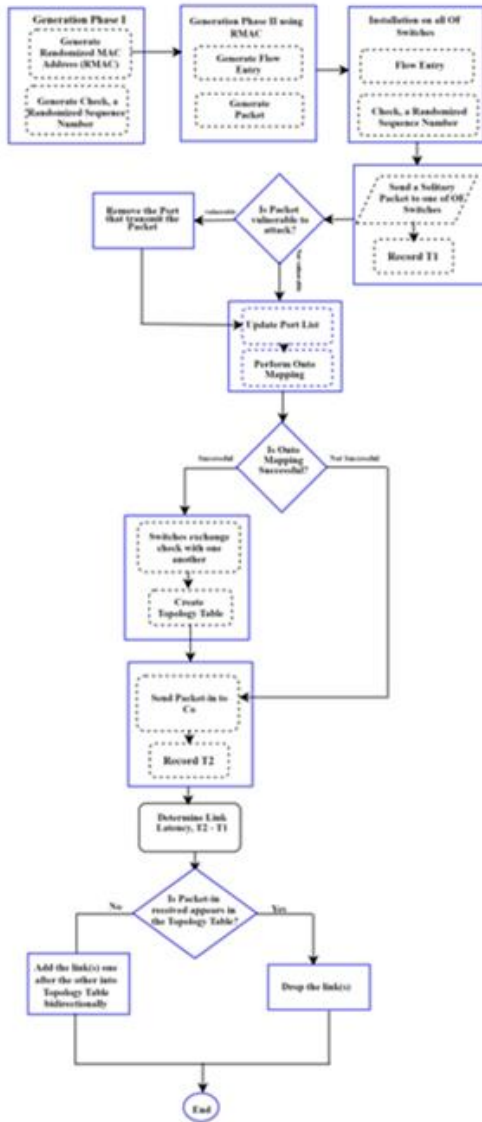 Generation Phase I
Generate
Randomized MAC
Address (RMAC)
Generate Check, a
Randomized Sequence
Number
Generation Phase II using
RMAC
Generate Flow
Entry
Generate
Packet
Installation on all OF
Switches
Flow Entry
Check, a Randomized
Sequence Number
Send a Solitary
Packet to one of OF
Switches
Record T1
Is Packet
vulnerable to
attack?
Vulnerable
Not vulnerable
Remove the Port
that transmit the
Packet
Update Port List
Perform Onto
Mapping
Is Onto
Mapping
Successful?
Successful
Not Successful
Switches exchange
check with one
another
Create
Topology Table
Send Packet-in to
Co
Record T2
Determine Link
Latency, T2 - T1
Is Packet-in
received appears in
the Topology Table?
No
Yes
Add the link(s) one
after the other into
Topology Table
bidirectionally
Drop the link(s)
End